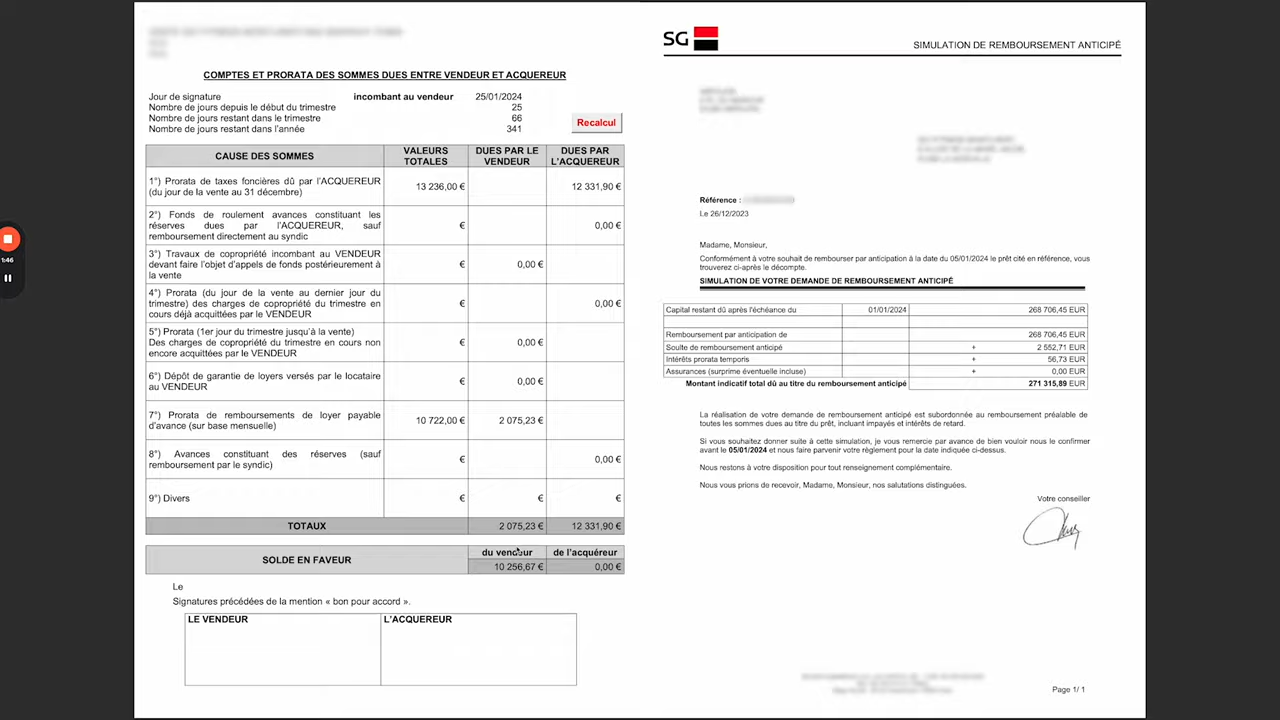 COMPTES ET PRORATA DES SOMMES DUES ENTRE VENDEUR ET ACQUEREUR
Jour de signature incombant au vendeur 25/01/2024
Nombre de jours depuis le début du trimestre 25
Nombre de jours restant dans le trimestre 66
Nombre de jours restant dans l'année 341
Recalcul
CAUSE DES SOMMES VALEURS TOTALES DUES PAR LE VENDEUR DUES PAR L'ACQUEREUR
1°) Prorata de taxes foncières dû par l'ACQUEREUR
(du jour de la vente au 31 décembre)
13 236,00 € 12 331,90 €
2°) Fonds de roulement avances constituant les
réserves dues par l'ACQUEREUR, sauf
remboursement directement au syndic
€ 0,00 €
3°) Travaux de copropriété incombant au VENDEUR
devant faire l'objet d'appels de fonds postérieurement à
la vente
€ 0,00 €
4°) Prorata (du jour de la vente au dernier jour du
trimestre) des charges de copropriété du trimestre en
cours déjà acquittées par le VENDEUR
€ 0,00 €
5°) Prorata (1er jour du trimestre jusqu'à la vente)
Des charges de copropriété du trimestre en cours non
encore acquittées par le VENDEUR
€ 0,00 €
6°) Dépôt de garantie de loyers versés par le locataire
au VENDEUR
€ 0,00 €
7°) Prorata de remboursements de loyer payable
d'avance (sur base mensuelle)
10 722,00 € 2 075,23 €
8°) Avances constituant des réserves (sauf
remboursement par le syndic)
€ 0,00 €
9°) Divers € € €
TOTAUX 2 075,23 € 12 331,90 €
SOLDE EN FAVEUR du vendeur de l'acquéreur
10 256,67 € 0,00 €
Le
Signatures précédées de la mention « bon pour accord ».
LE VENDEUR L'ACQUEREUR
SG
SIMULATION DE REMBOURSEMENT ANTICIPÉ
Référence :
Le 26/12/2023
Madame, Monsieur,
Conformément à votre souhait de rembourser par anticipation à la date du 05/01/2024 le prêt cité en référence, vous
trouverez ci-après le décompte.
SIMULATION DE VOTRE DEMANDE DE REMBOURSEMENT ANTICIPÉ
Capital restant dû après l'échéance du 01/01/2024 268 706,45 EUR
Remboursement par anticipation de 268 706,45 EUR
Soulte de remboursement anticipé + 2 552,71 EUR
Intérêts prorata temporis + 56,73 EUR
Assurances (surprime éventuelle incluse) + 0,00 EUR
Montant indicatif total dû au titre du remboursement anticipé 271 315,89 EUR
La réalisation de votre demande de remboursement anticipé est subordonnée au remboursement préalable de
toutes les sommes dues au titre du prêt, incluant impayés et intérêts de retard.
Si vous souhaitez donner suite à cette simulation, je vous remercie par avance de bien vouloir nous le confirmer
avant le 05/01/2024 et nous faire parvenir votre règlement pour la date indiquée ci-dessus.
Nous restons à votre disposition pour tout renseignement complémentaire.
Nous vous prions de recevoir, Madame, Monsieur, nos salutations distinguées.
Votre conseiller
Page 1/ 1
1:46